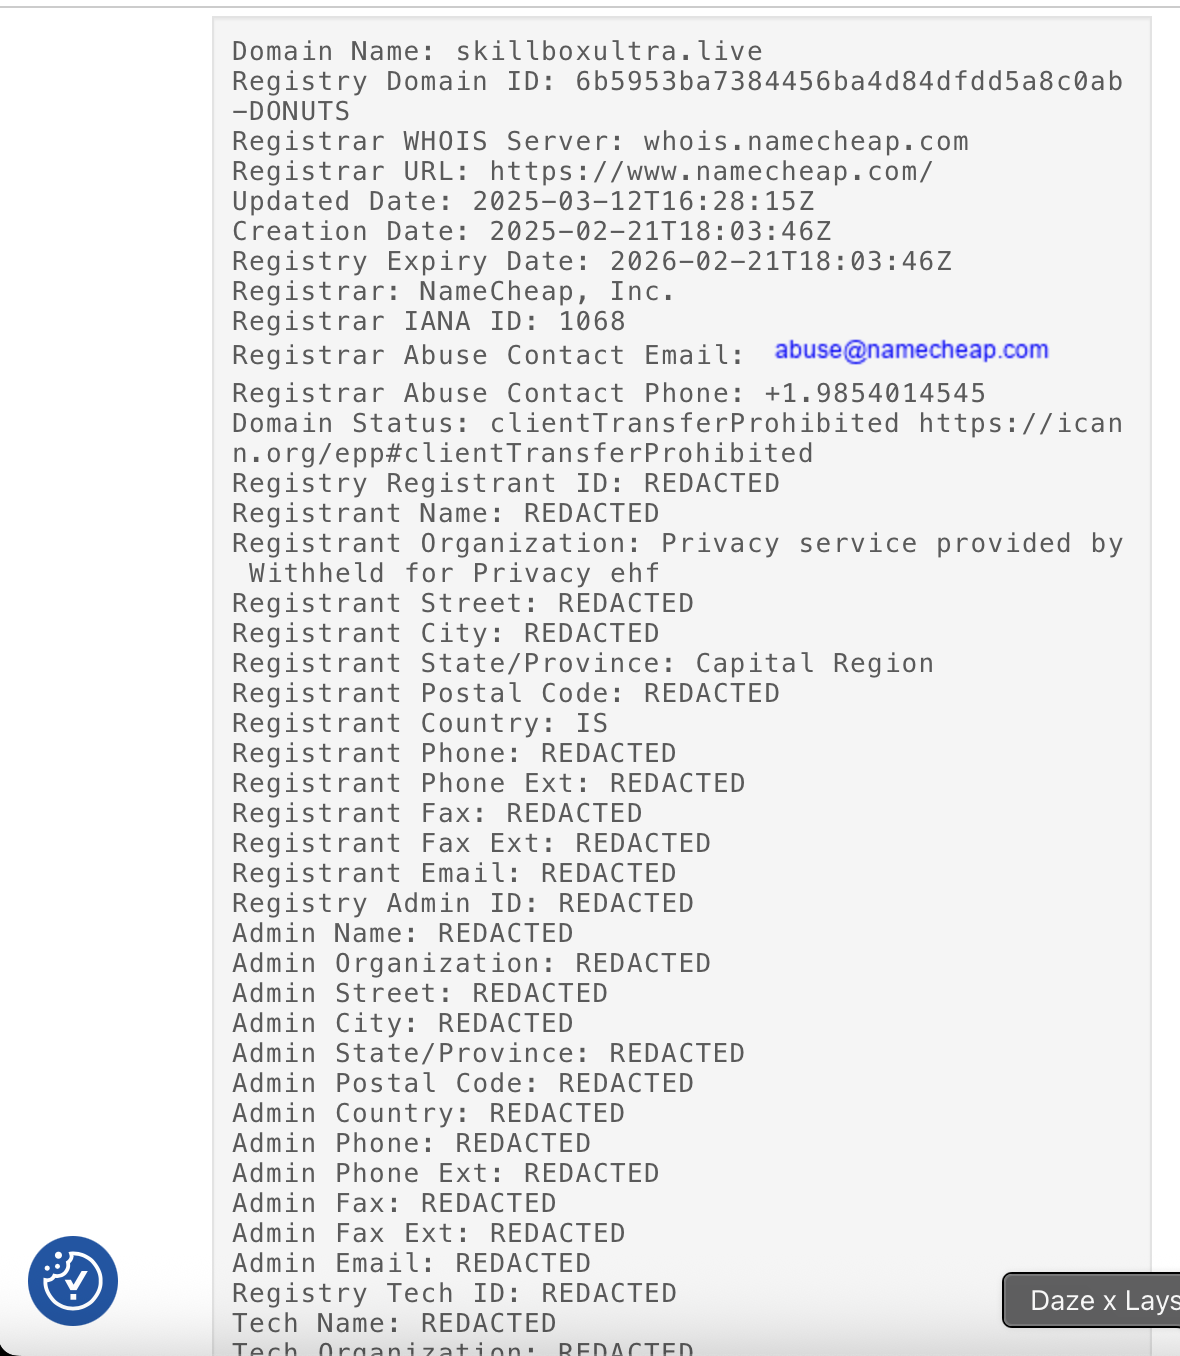 Domain Name: skillboxultra.live
Registry Domain ID: 6b5953ba7384456ba4d84dfdd5a8c0ab
-DONUTS
Registrar WHOIS Server: whois.namecheap.com
Registrar URL: https://www.namecheap.com/
Updated Date: 2025-03-12T16:28:15Z
Creation Date: 2025-02-21T18:03:46Z
Registry Expiry Date: 2026-02-21T18:03:46Z
Registrar: NameCheap, Inc.
Registrar IANA ID: 1068
Registrar Abuse Contact Email: abuse@namecheap.com
Registrar Abuse Contact Phone: +1.9854014545
Domain Status: clientTransferProhibited https://ican
n.org/epp#clientTransferProhibited
Registry Registrant ID: REDACTED
Registrant Name: REDACTED
Registrant Organization: Privacy service provided by
Withheld for Privacy ehf
Registrant Street: REDACTED
Registrant City: REDACTED
Registrant State/Province: Capital Region
Registrant Postal Code: REDACTED
Registrant Country: IS
Registrant Phone: REDACTED
Registrant Phone Ext: REDACTED
Registrant Fax: REDACTED
Registrant Fax Ext: REDACTED
Registrant Email: REDACTED
Registry Admin ID: REDACTED
Admin Name: REDACTED
Admin Organization: REDACTED
Admin Street: REDACTED
Admin City: REDACTED
Admin State/Province: REDACTED
Admin Postal Code: REDACTED
Admin Country: REDACTED
Admin Phone: REDACTED
Admin Phone Ext: REDACTED
Admin Fax: REDACTED
Admin Fax Ext: REDACTED
Admin Email: REDACTED
Registry Tech ID: REDACTED
Daze x Lays
Tech Name: REDACTED
Tech Organization: REDACTED